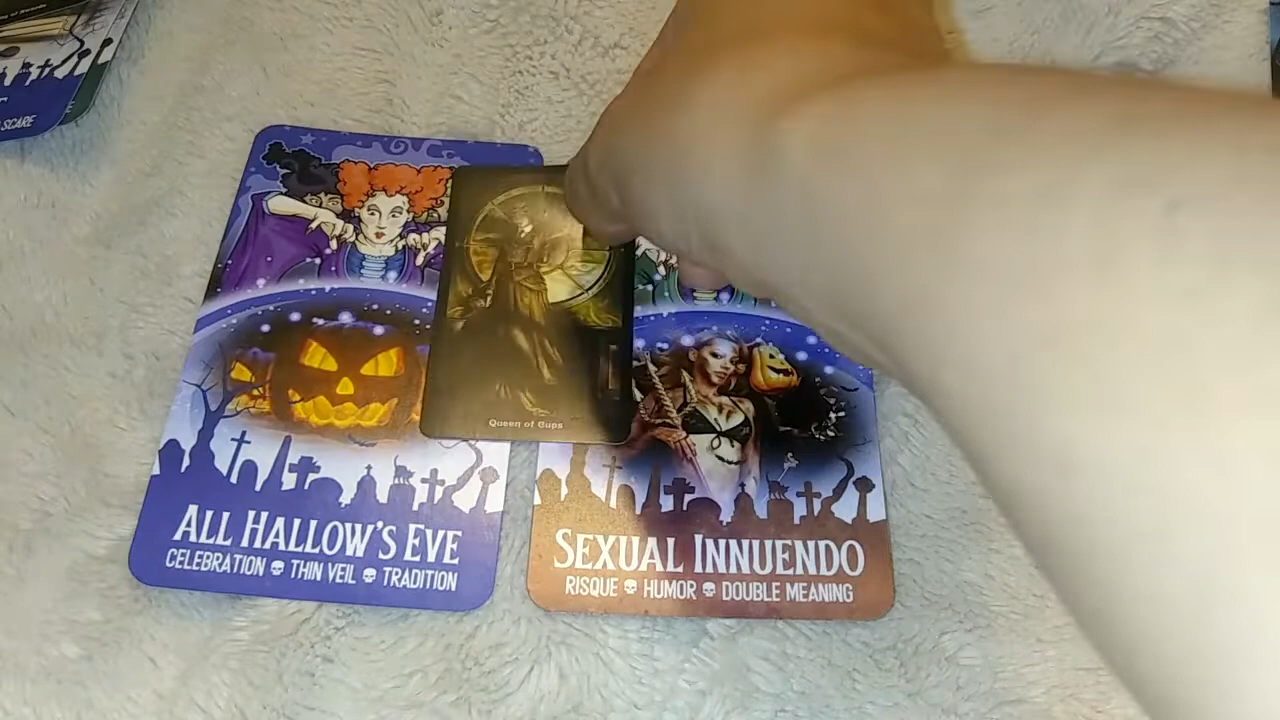 SCARE
Queen of Cups
ALL HALLOW'S EVE
CELEBRATION THIN VEIL TRADITION
SEXUAL INNUENDO
RISQUE HUMOR DOUBLE MEANING